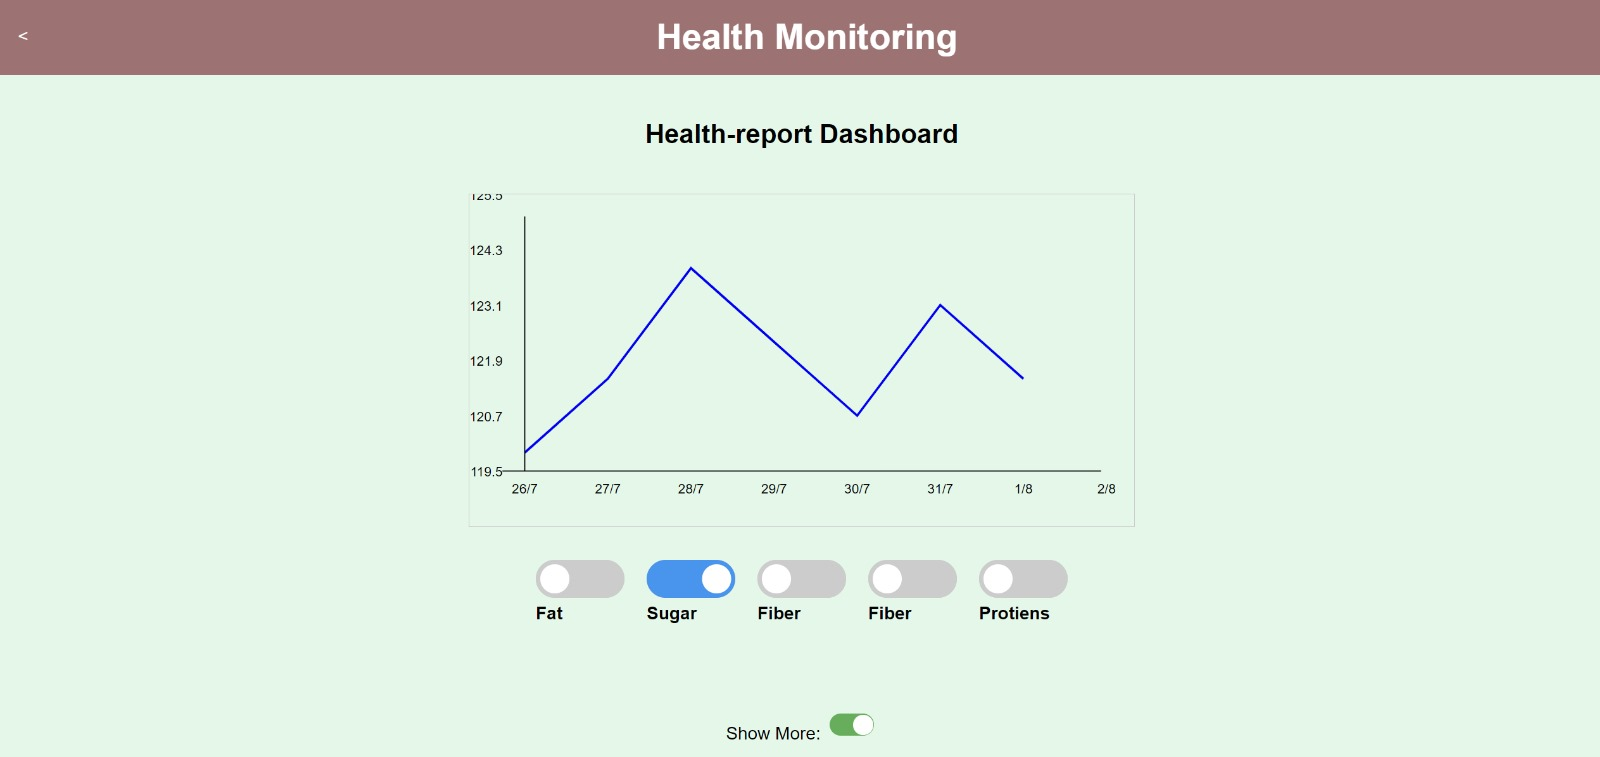 <
Health Monitoring
Health-report Dashboard
125.5
124.3
123.1
121.9
120.7
119.5
26/7 27/7 28/7 29/7 30/7 31/7 1/8 2/8
Fat Sugar Fiber Fiber Protiens
Show More: